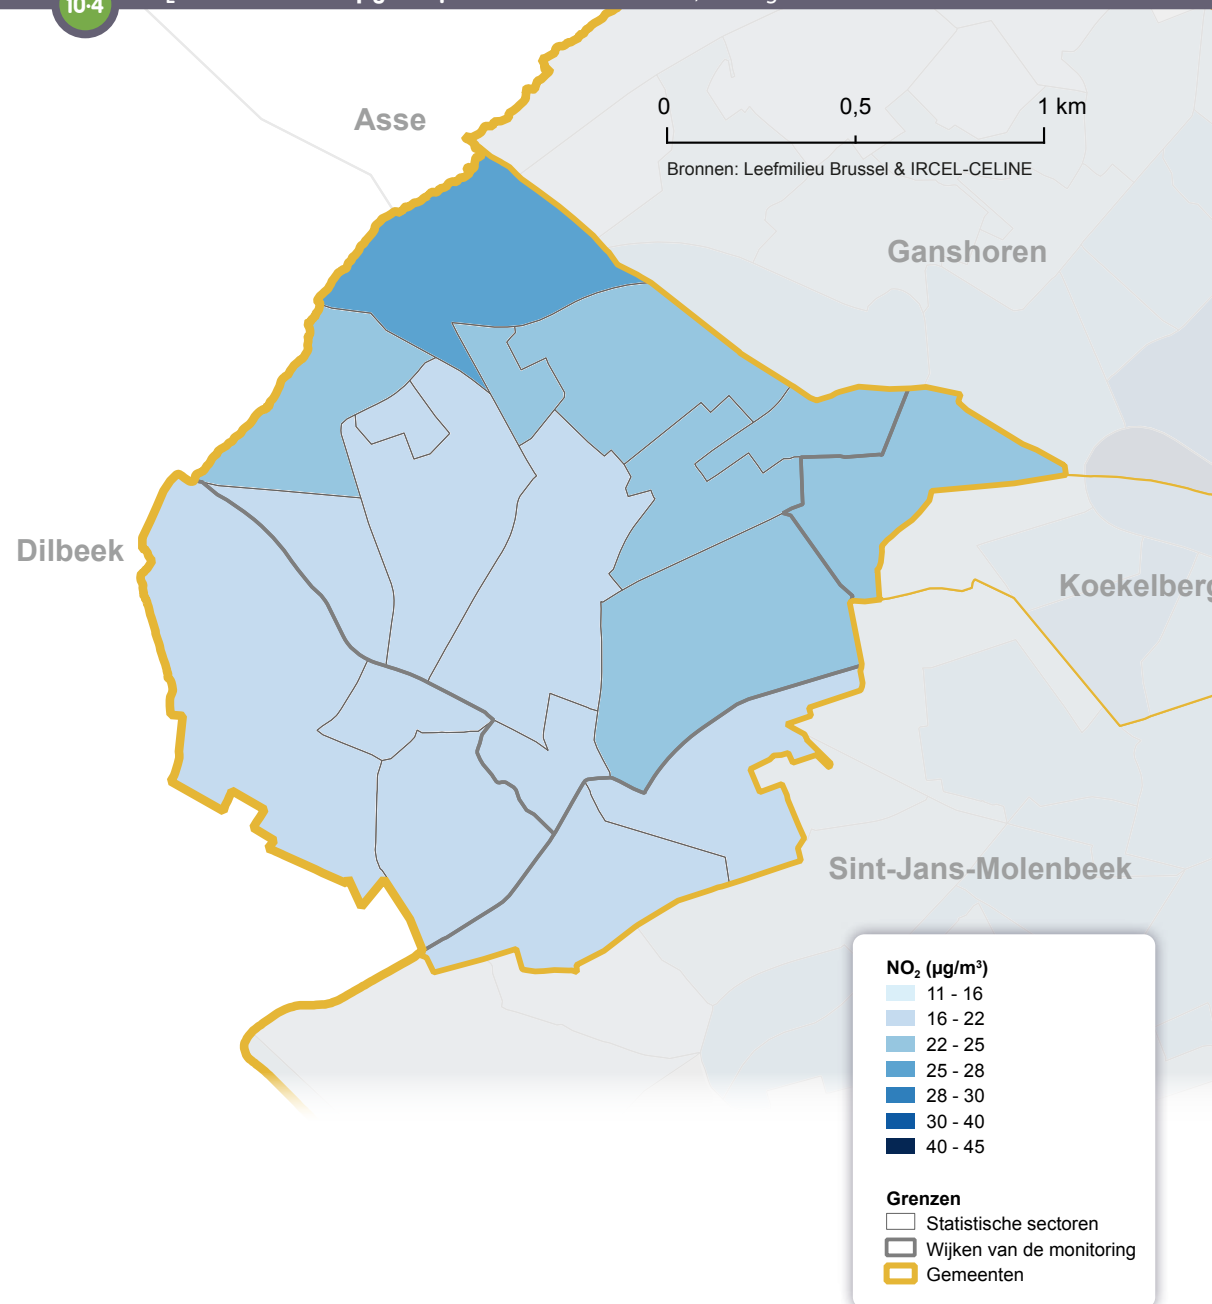 10·4
Asse
0 0,5 1 km
Bronnen: Leefmilieu Brussel & IRCEL-CELINE
Ganshoren
Dilbeek
Koekelberg
Sint-Jans-Molenbeek
NO₂ (µg/m³)
11 - 16
16 - 22
22 - 25
25 - 28
28 - 30
30 - 40
40 - 45
Grenzen
Statistische sectoren
Wijken van de monitoring
Gemeenten